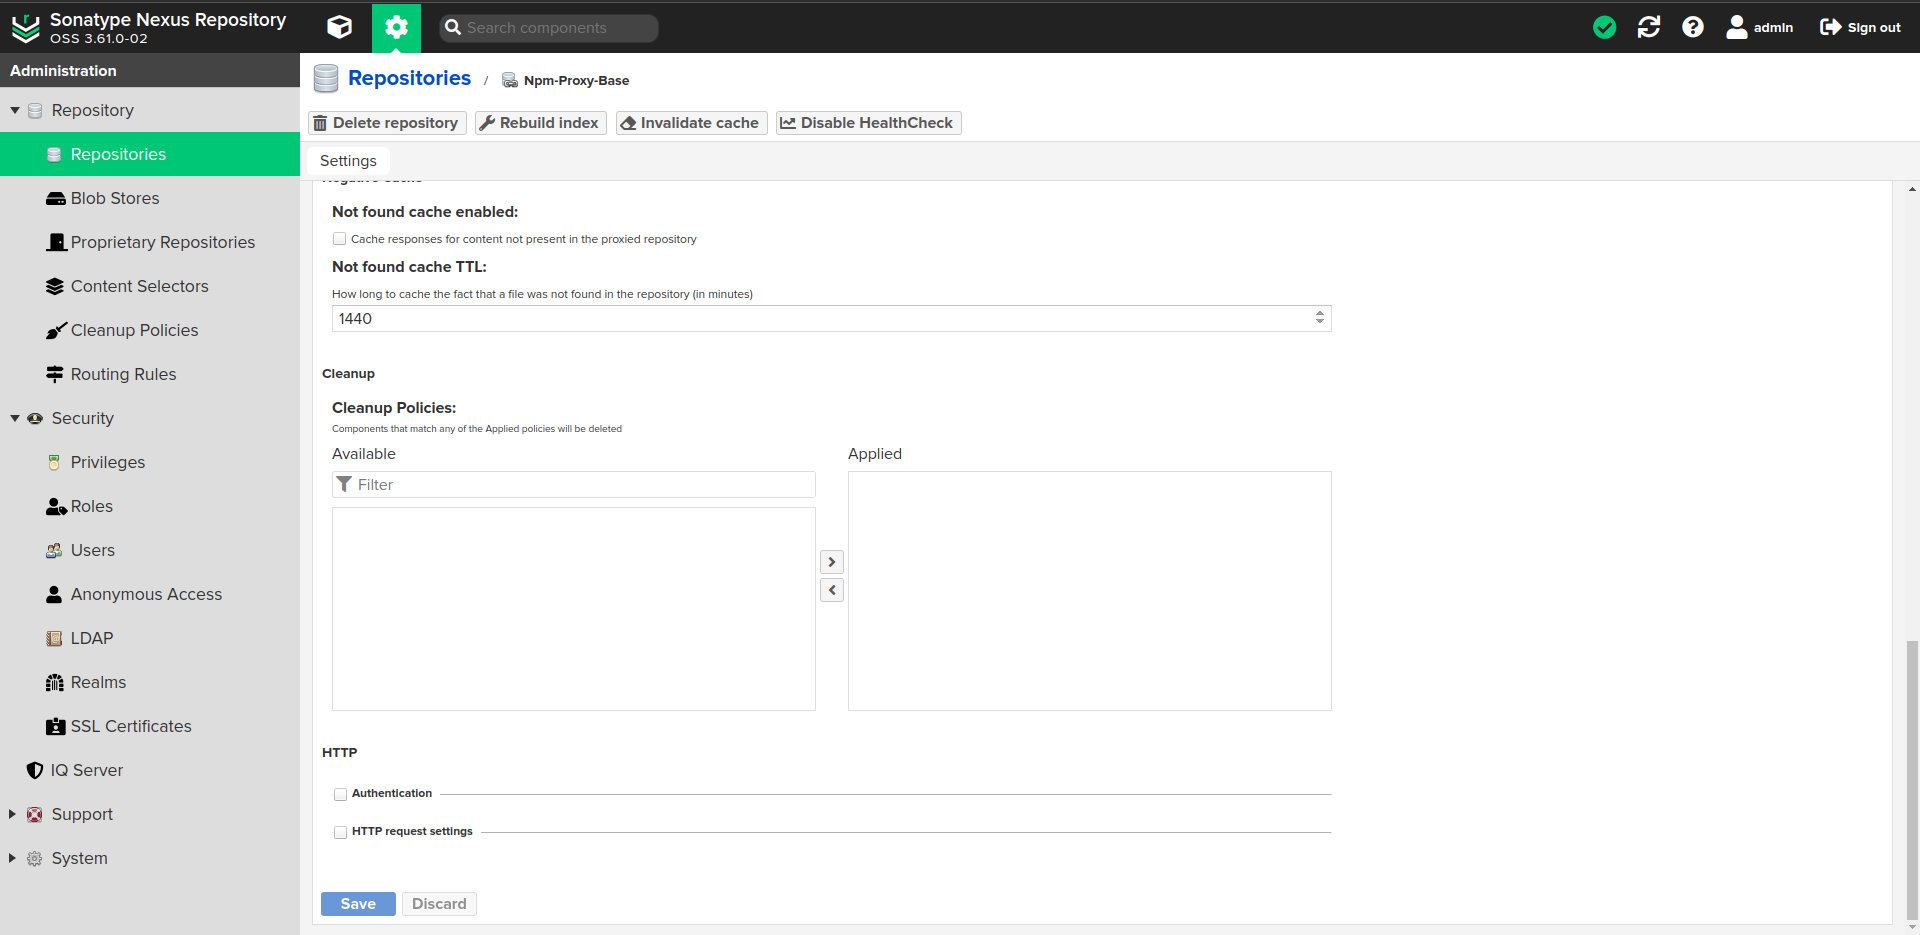 Sonatype Nexus Repository
OSS 3.61.0-02
Search components
admin
Sign out
Administration
Repository
Repositories
Blob Stores
Proprietary Repositories
Content Selectors
Cleanup Policies
Routing Rules
Security
Privileges
Roles
Users
Anonymous Access
LDAP
Realms
SSL Certificates
IQ Server
Support
System
Repositories / Npm-Proxy-Base
Delete repository
Rebuild index
Invalidate cache
Disable HealthCheck
Settings
Negative Cache
Not found cache enabled:
Cache responses for content not present in the proxied repository
Not found cache TTL:
How long to cache the fact that a file was not found in the repository (in minutes)
1440
Cleanup
Cleanup Policies:
Components that match any of the Applied policies will be deleted
Available
Applied
Filter
HTTP
Authentication
HTTP request settings
Save
Discard